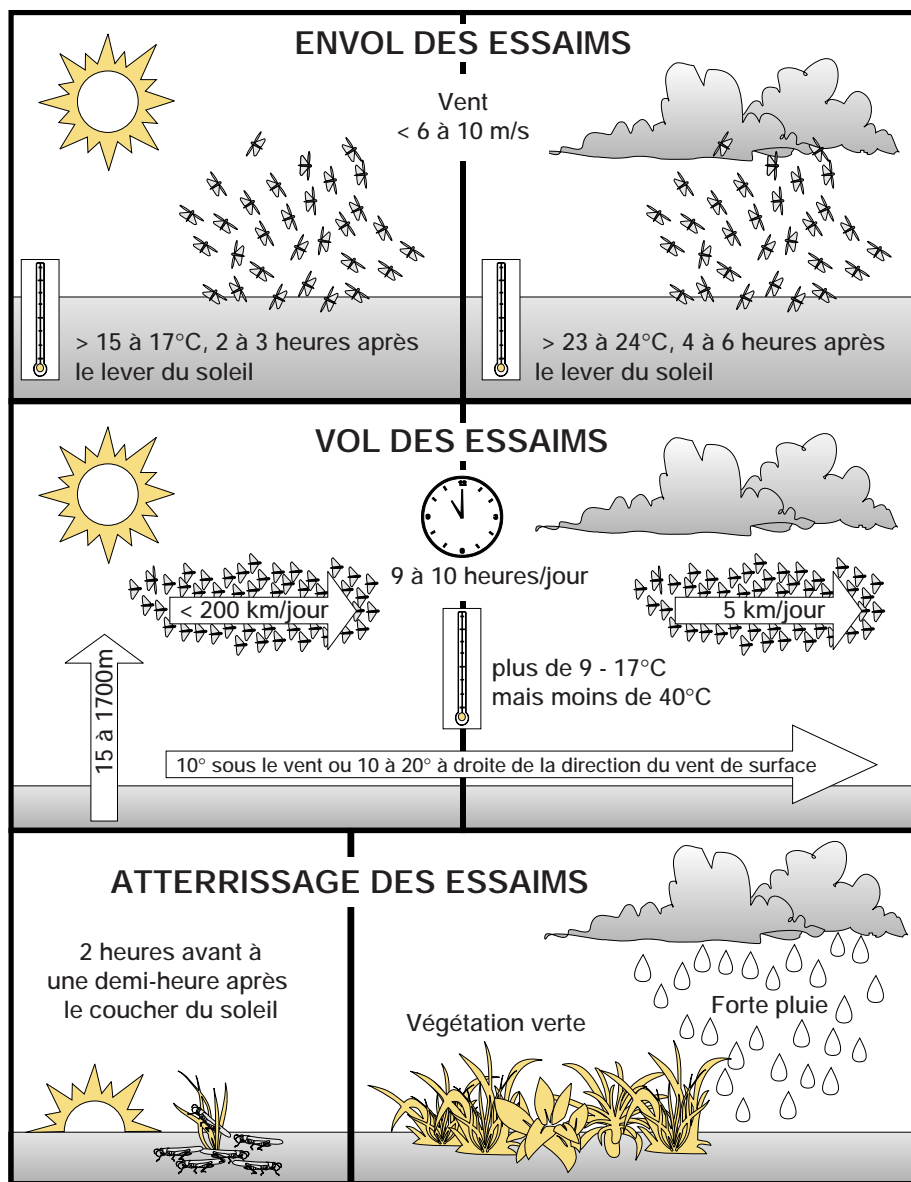 ENVOL DES ESSAIMS
Vent
< 6 à 10 m/s
> 15 à 17°C, 2 à 3 heures après
le lever du soleil
> 23 à 24°C, 4 à 6 heures après
le lever du soleil
VOL DES ESSAIMS
12
3
6
9
9 à 10 heures/jour
< 200 km/jour
5 km/jour
15 à 1700m
plus de 9 - 17°C
mais moins de 40°C
10° sous le vent ou 10 à 20° à droite de la direction du vent de surface
ATTERRISSAGE DES ESSAIMS
2 heures avant à
une demi-heure après
le coucher du soleil
Végétation verte
Forte pluie